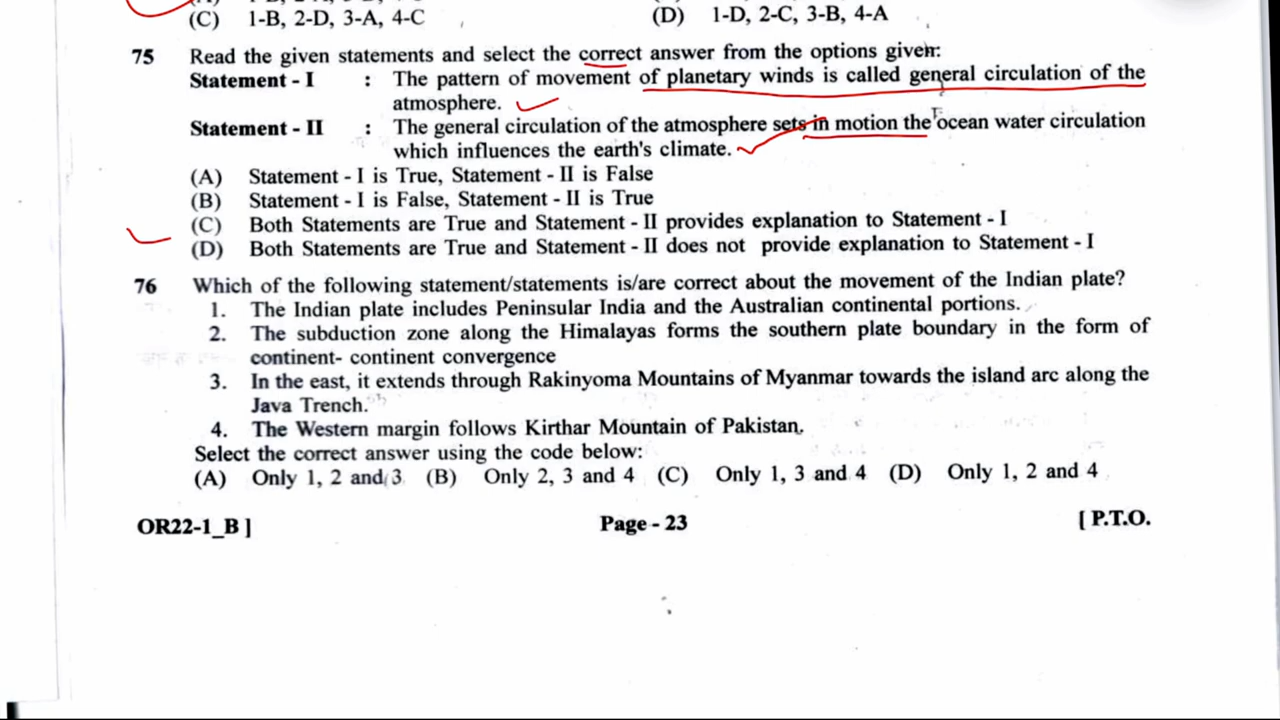 (C) 1-B, 2-D, 3-A, 4-C (D) 1-D, 2-C, 3-B, 4-A
75 Read the given statements and select the correct answer from the options given:
Statement - I : The pattern of movement of planetary winds is called general circulation of the
atmosphere.
Statement - II : The general circulation of the atmosphere sets in motion the ocean water circulation
which influences the earth's climate.
(A) Statement - I is True, Statement - II is False
(B) Statement - I is False, Statement - II is True
(C) Both Statements are True and Statement - II provides explanation to Statement - I
(D) Both Statements are True and Statement - II does not provide explanation to Statement - I
76 Which of the following statement/statements is/are correct about the movement of the Indian plate?
1. The Indian plate includes Peninsular India and the Australian continental portions.
2. The subduction zone along the Himalayas forms the southern plate boundary in the form of
continent- continent convergence
3. In the east, it extends through Rakinyoma Mountains of Myanmar towards the island arc along the
Java Trench.
4. The Western margin follows Kirthar Mountain of Pakistan.
Select the correct answer using the code below:
(A) Only 1, 2 and 3 (B) Only 2, 3 and 4 (C) Only 1, 3 and 4 (D) Only 1, 2 and 4
OR22-1_B ] Page - 23 [ P.T.O.